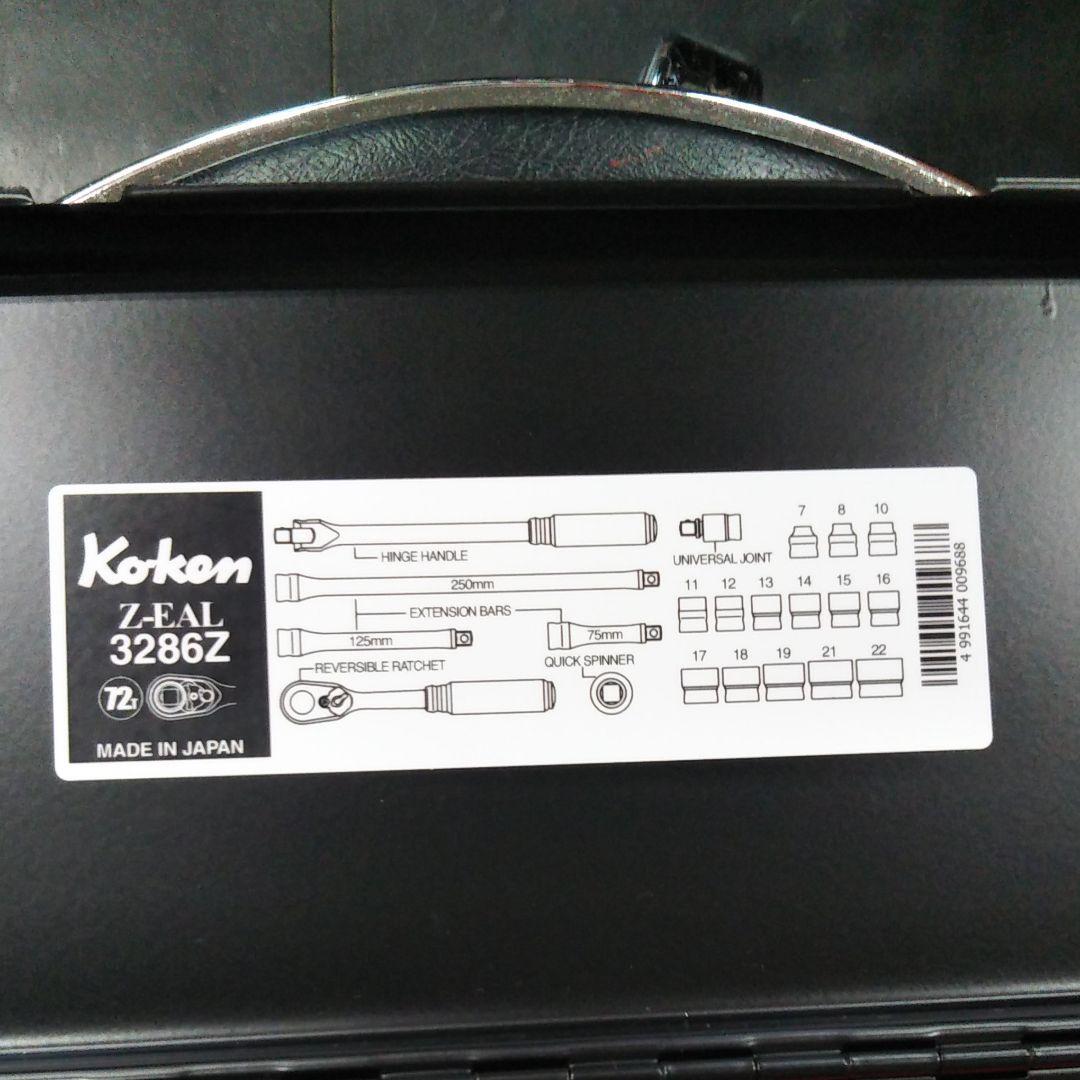 Ko-ken
Z-EAL
3286Z
72T
MADE IN JAPAN
HINGE HANDLE
250mm
EXTENSION BARS
125mm
75mm
REVERSIBLE RATCHET
QUICK SPINNER
UNIVERSAL JOINT
7 8 10
11 12 13 14 15 16
17 18 19 21 22
4 991644 009688